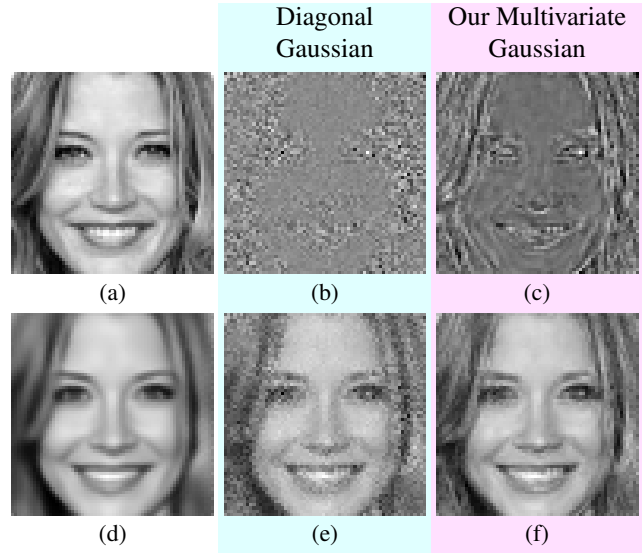 Diagonal
Gaussian
Our Multivariate
Gaussian
(a)
(b)
(c)
(d)
(e)
(f)